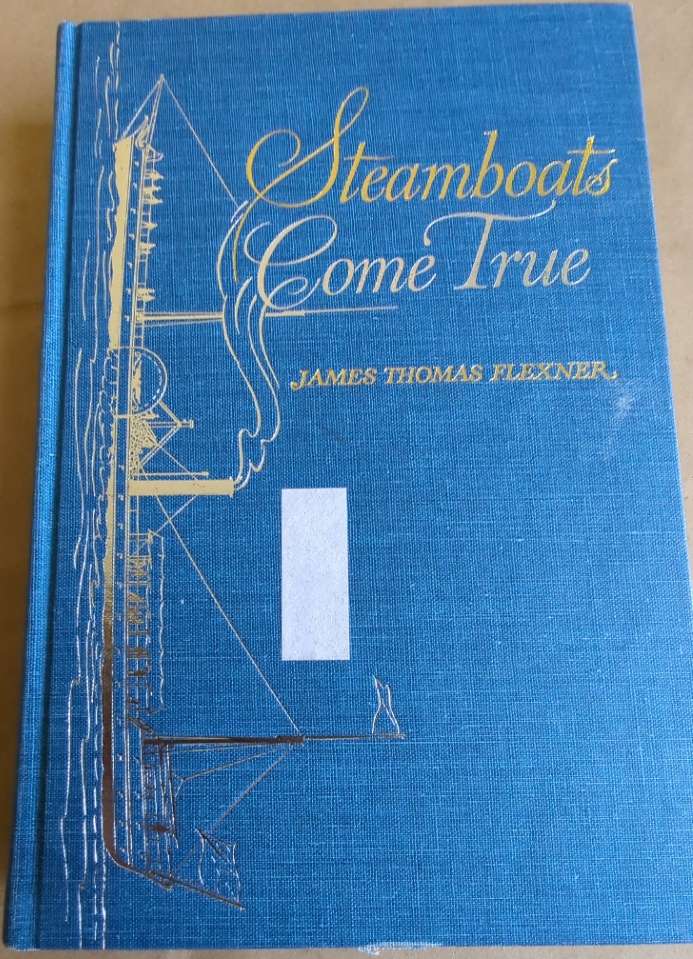 Steamboats
Come True
JAMES THOMAS FLEXNER